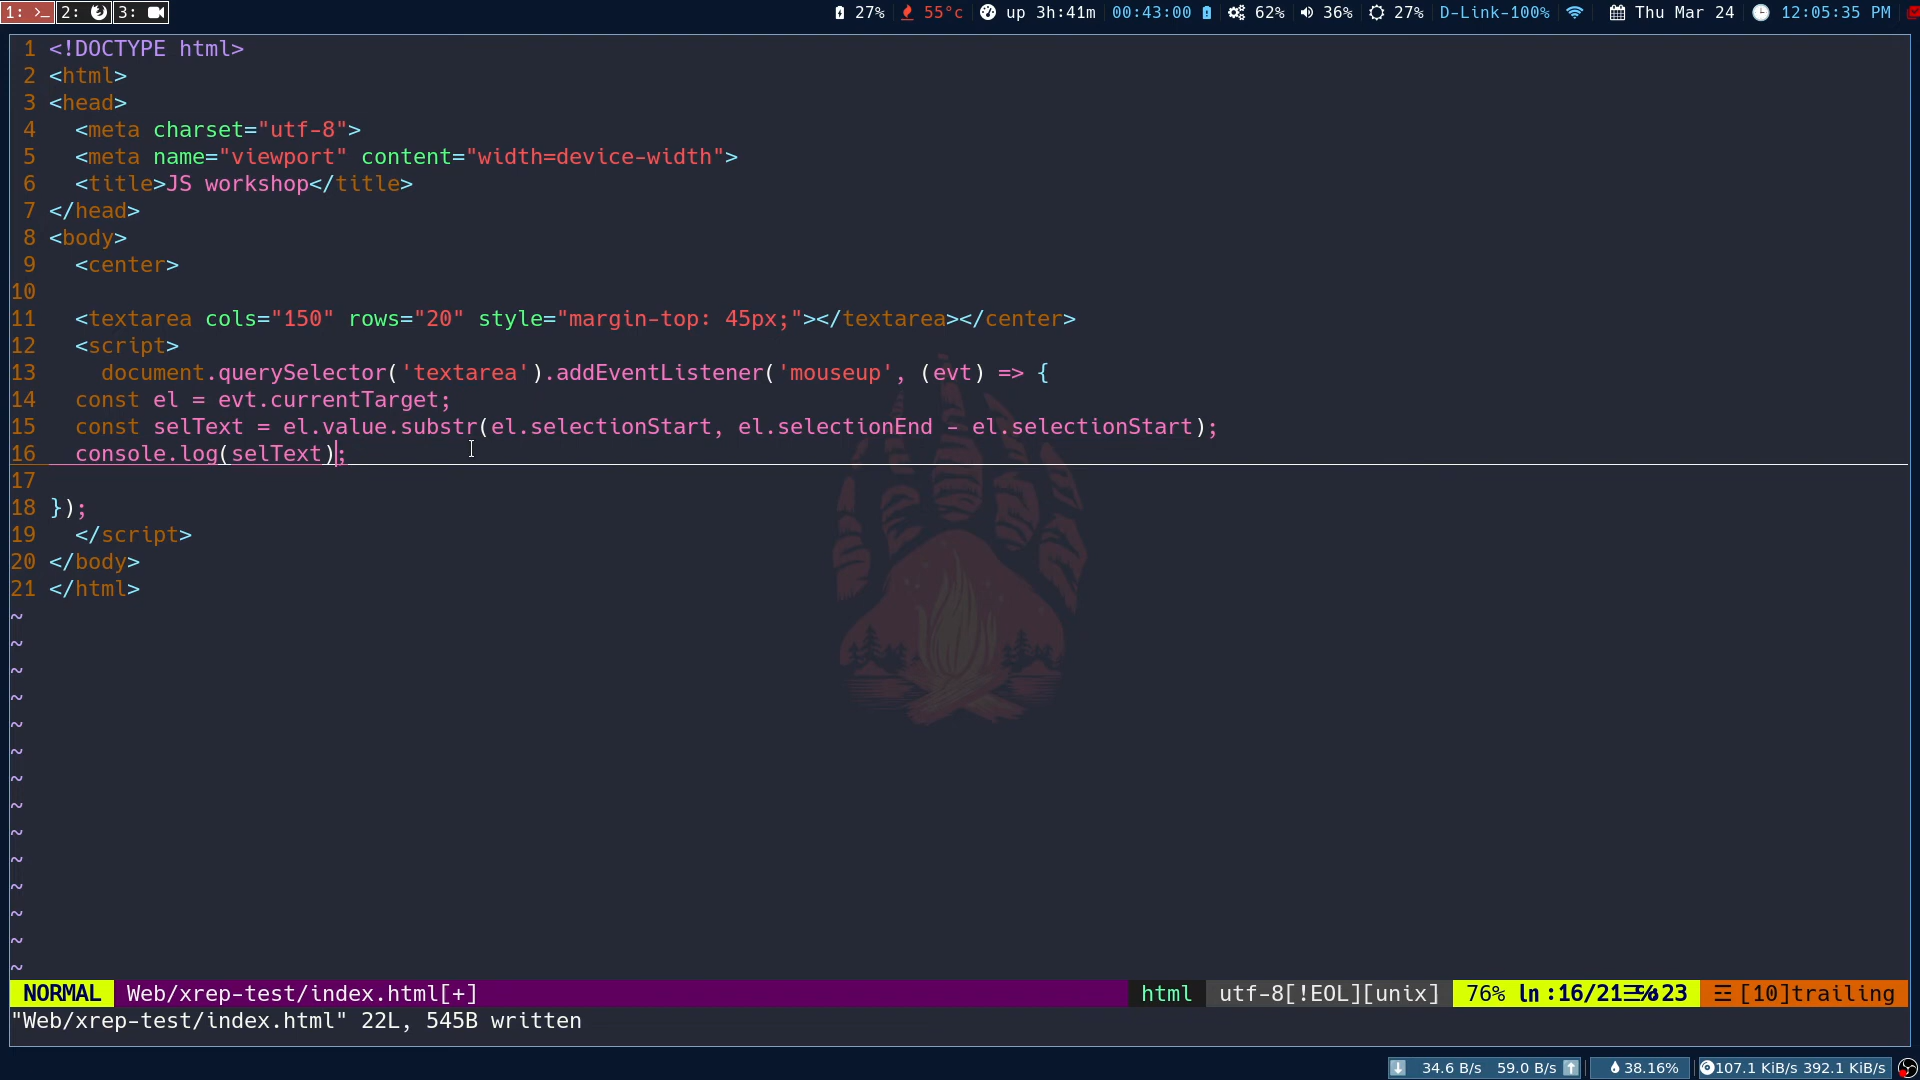 1: 2: 3: 27% 55°c up 3h:41m 00:43:00 62% 36% 27% D-Link-100% Thu Mar 24 12:05:35 PM
1 <!DOCTYPE html>
2 <html>
3 <head>
4   <meta charset="utf-8">
5   <meta name="viewport" content="width=device-width">
6   <title>JS workshop</title>
7 </head>
8 <body>
9   <center>
10
11   <textarea cols="150" rows="20" style="margin-top: 45px;"></textarea></center>
12   <script>
13     document.querySelector('textarea').addEventListener('mouseup', (evt) => {
14   const el = evt.currentTarget;
15   const selText = el.value.substr(el.selectionStart, el.selectionEnd - el.selectionStart);
16   console.log(selText);
17
18 });
19   </script>
20 </body>
21 </html>
~
~
~
~
~
~
~
~
~
~
~
~
~
~
NORMAL Web/xrep-test/index.html[+] html utf-8[!EOL][unix] 76% ln:16/21 23 [10]trailing
"Web/xrep-test/index.html" 22L, 545B written
34.6 B/s 59.0 B/s 38.16% 107.1 KiB/s 392.1 KiB/s